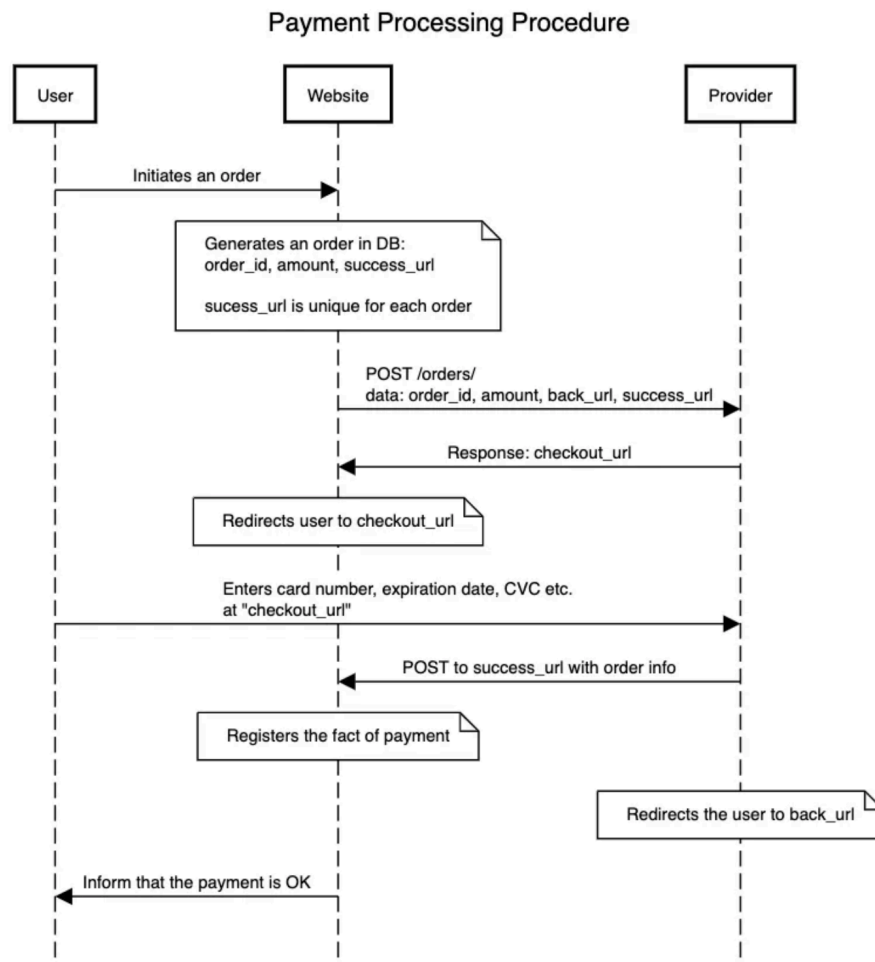 Payment Processing Procedure
User
Website
Provider
Initiates an order
Generates an order in DB:
order_id, amount, success_url
sucess_url is unique for each order
POST /orders/
data: order_id, amount, back_url, success_url
Response: checkout_url
Redirects user to checkout_url
Enters card number, expiration date, CVC etc.
at "checkout_url"
POST to success_url with order info
Registers the fact of payment
Redirects the user to back_url
Inform that the payment is OK